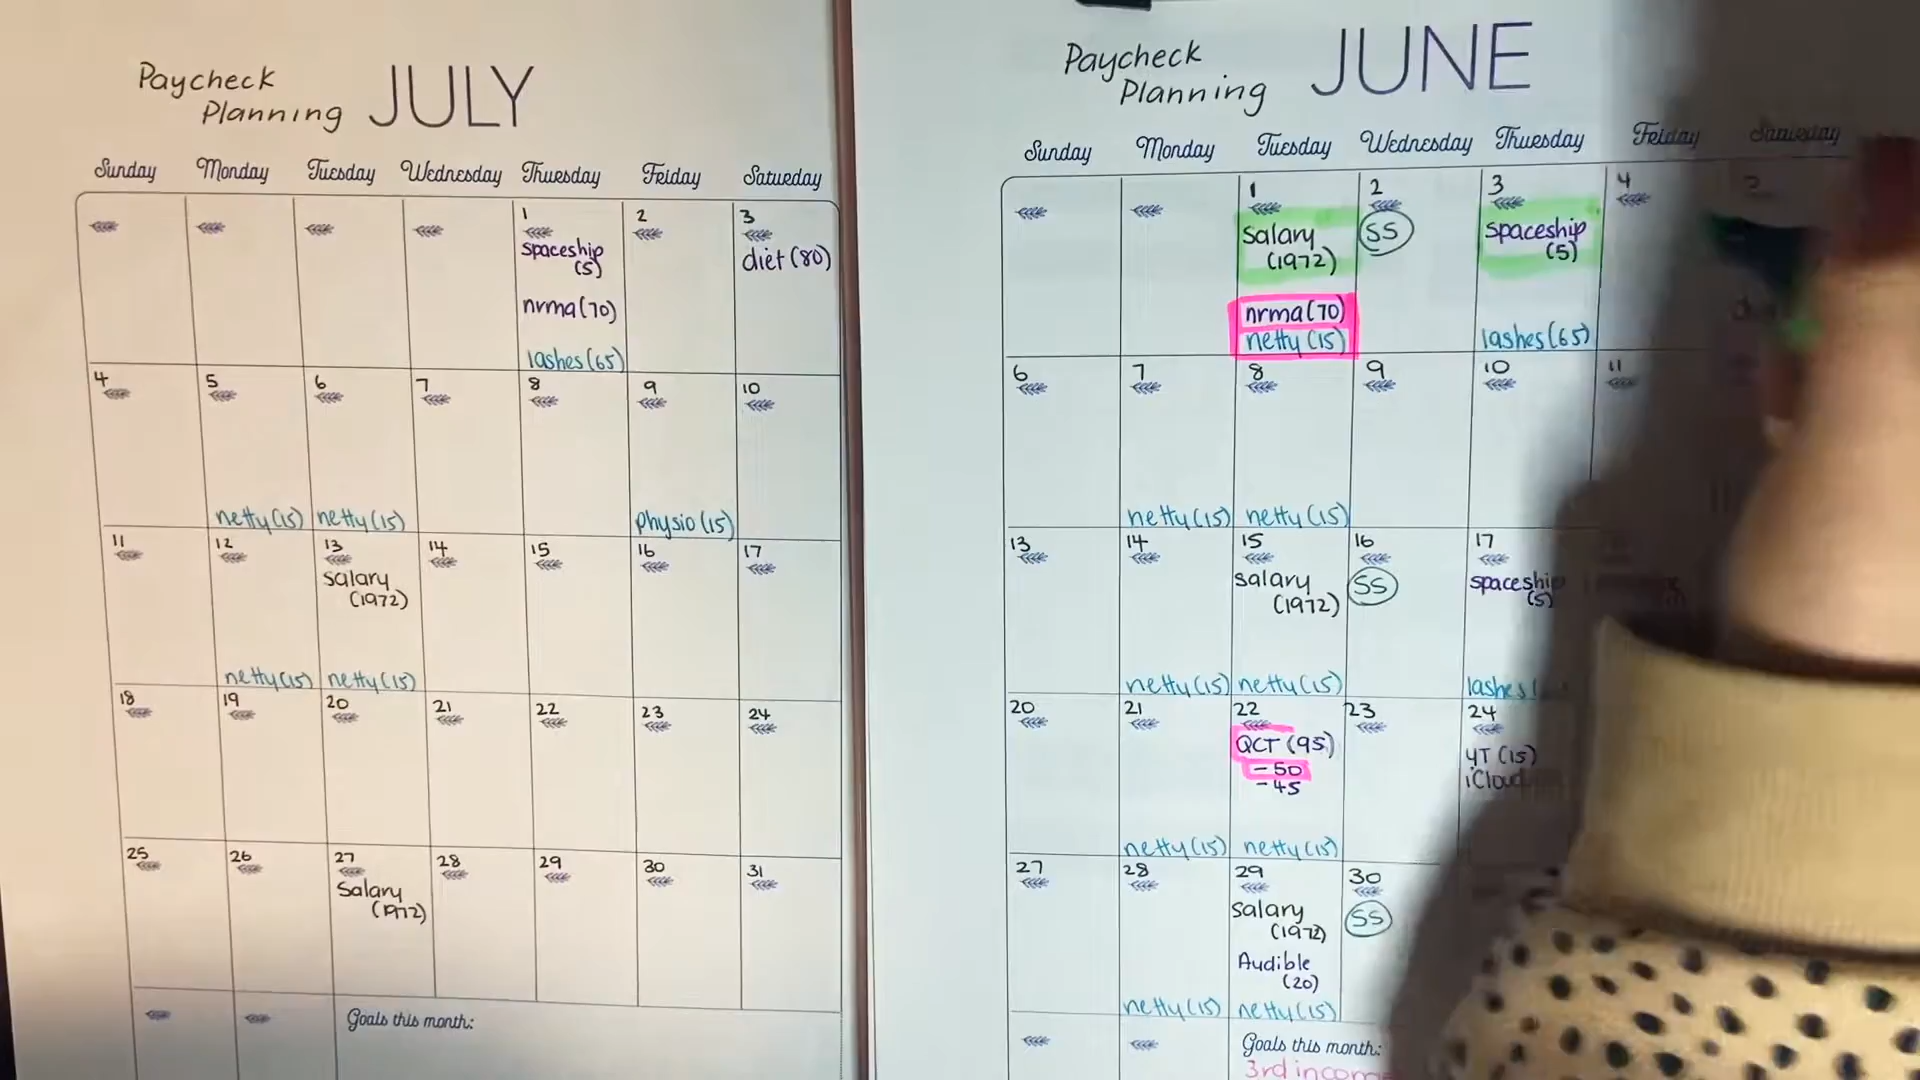 Paycheck
Planning JULY
Sunday Monday Tuesday Wednesday Thursday Friday Saturday
1 2 3
spaceship
(5)
diet (80)
nrma (70)
lashes (65)
4 5 6 7 8 9 10
netty (15) netty (15) physio (15)
11 12 13 14 15 16 17
salary
(1972)
netty (15) netty (15)
18 19 20 21 22 23 24
25 26 27 28 29 30 31
Salary
(1972)
Goals this month:
Paycheck
Planning JUNE
Sunday Monday Tuesday Wednesday Thursday Friday Saturday
1 2 3 4
Salary
(1972)
SS
spaceship
(5)
nrma (70)
netty (15)
lashes (65)
6 7 8 9 10 11
netty (15) netty (15)
13 14 15 16 17
salary
(1972)
SS
spaceship
(5)
netty (15) netty (15) lashes
20 21 22 23 24
QCT (95)
- 50
- 45
YT (15)
iCloud
netty (15) netty (15)
27 28 29 30
Salary
(1972)
SS
Audible
(20)
netty (15) netty (15)
Goals this month:
3rd income